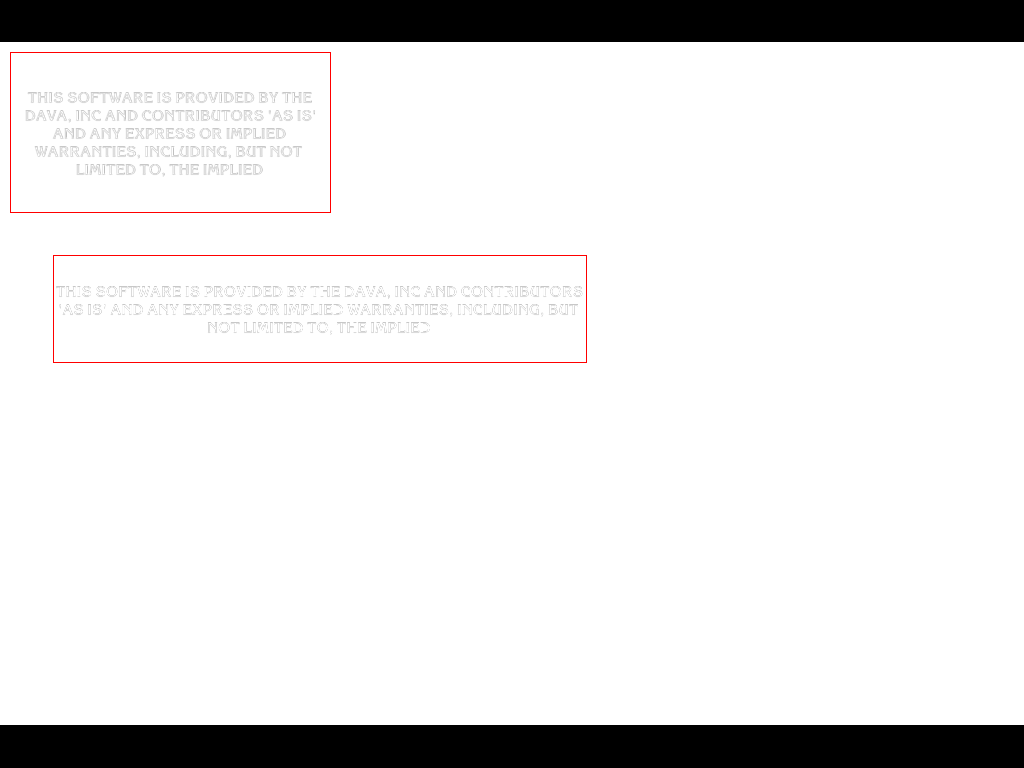 THIS SOFTWARE IS PROVIDED BY THE
DAVA, INC AND CONTRIBUTORS 'AS IS'
AND ANY EXPRESS OR IMPLIED
WARRANTIES, INCLUDING, BUT NOT
LIMITED TO, THE IMPLIED
THIS SOFTWARE IS PROVIDED BY THE DAVA, INC AND CONTRIBUTORS
'AS IS' AND ANY EXPRESS OR IMPLIED WARRANTIES, INCLUDING, BUT
NOT LIMITED TO, THE IMPLIED